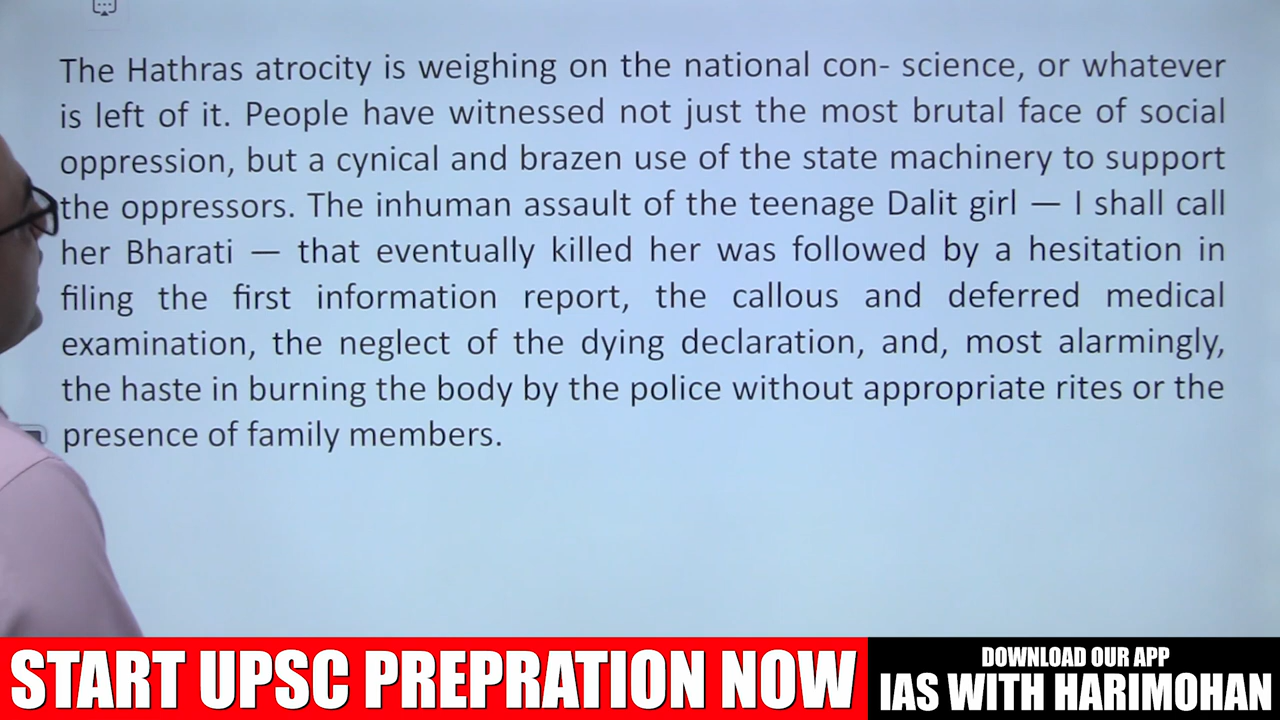 The Hathras atrocity is weighing on the national con- science, or whatever
is left of it. People have witnessed not just the most brutal face of social
oppression, but a cynical and brazen use of the state machinery to support
the oppressors. The inhuman assault of the teenage Dalit girl — I shall call
her Bharati — that eventually killed her was followed by a hesitation in
filing the first information report, the callous and deferred medical
examination, the neglect of the dying declaration, and, most alarmingly,
the haste in burning the body by the police without appropriate rites or the
presence of family members.
START UPSC PREPRATION NOW
DOWNLOAD OUR APP
IAS WITH HARIMOHAN